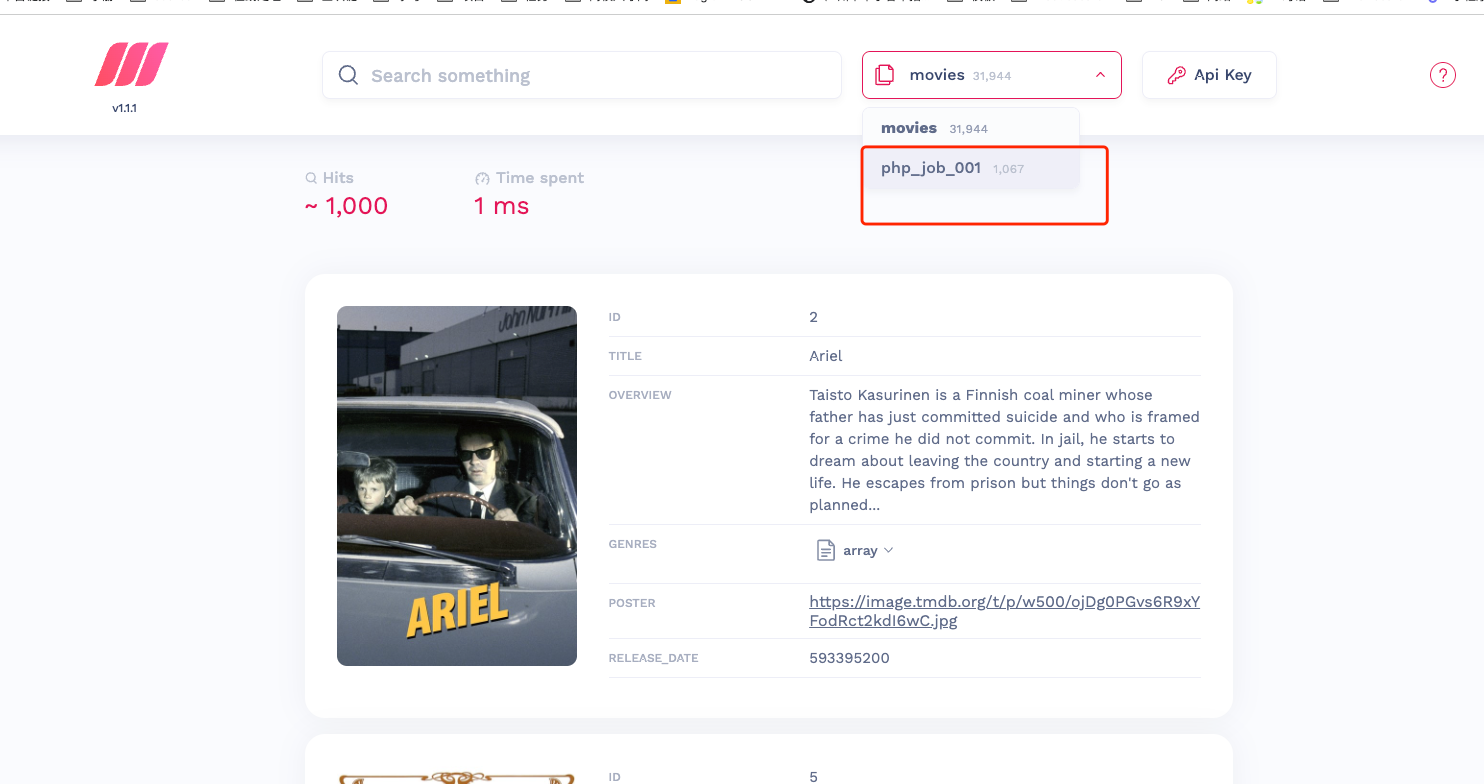 Search something
movies 31,944
Api Key
?
v1.1.1
movies 31,944
php_job_001 1,067
Hits
Time spent
~ 1,000
1 ms
ID 2
TITLE Ariel
OVERVIEW Taisto Kasurinen is a Finnish coal miner whose
father has just committed suicide and who is framed
for a crime he did not commit. In jail, he starts to
dream about leaving the country and starting a new
life. He escapes from prison but things don't go as
planned...
GENRES array
POSTER https://image.tmdb.org/t/p/w500/ojDg0PGvs6R9xY
FodRct2kdI6wC.jpg
RELEASE_DATE 593395200
ARIEL
ID 5